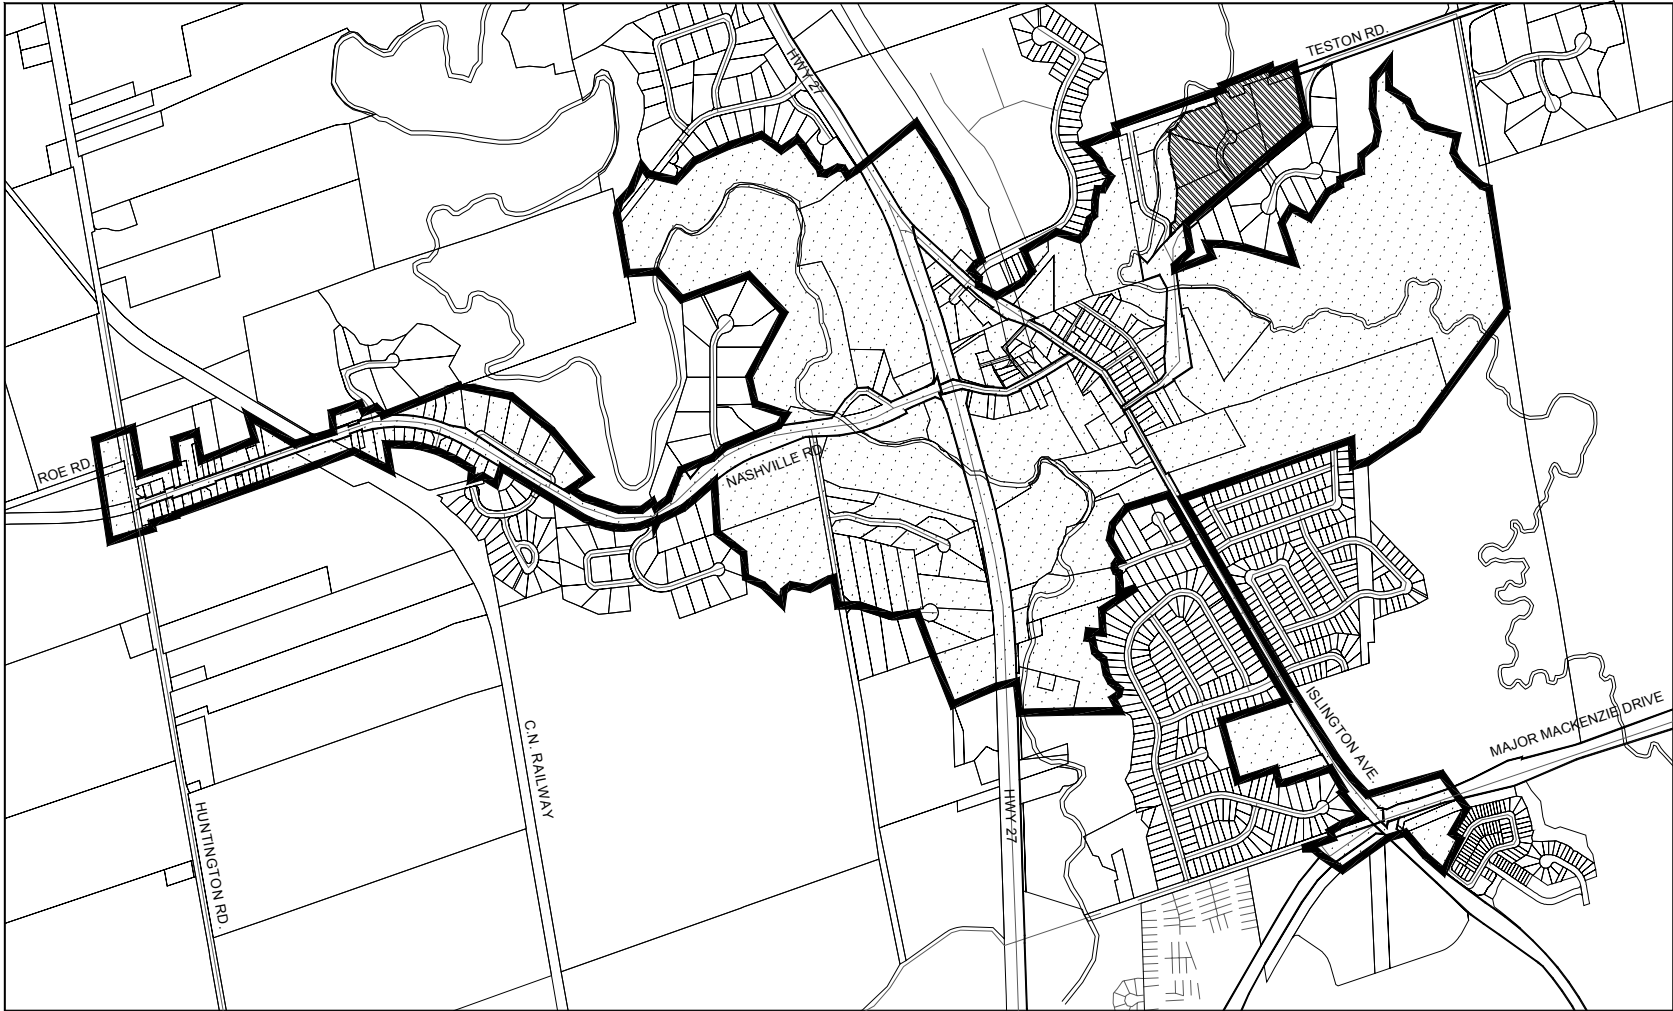 TESTON RD.
HWY 27
ROE RD.
NASHVILLE RD.
ISLINGTON AVE.
MAJOR MACKENZIE DRIVE
C.N. RAILWAY
HUNTINGTON RD.
HWY 27